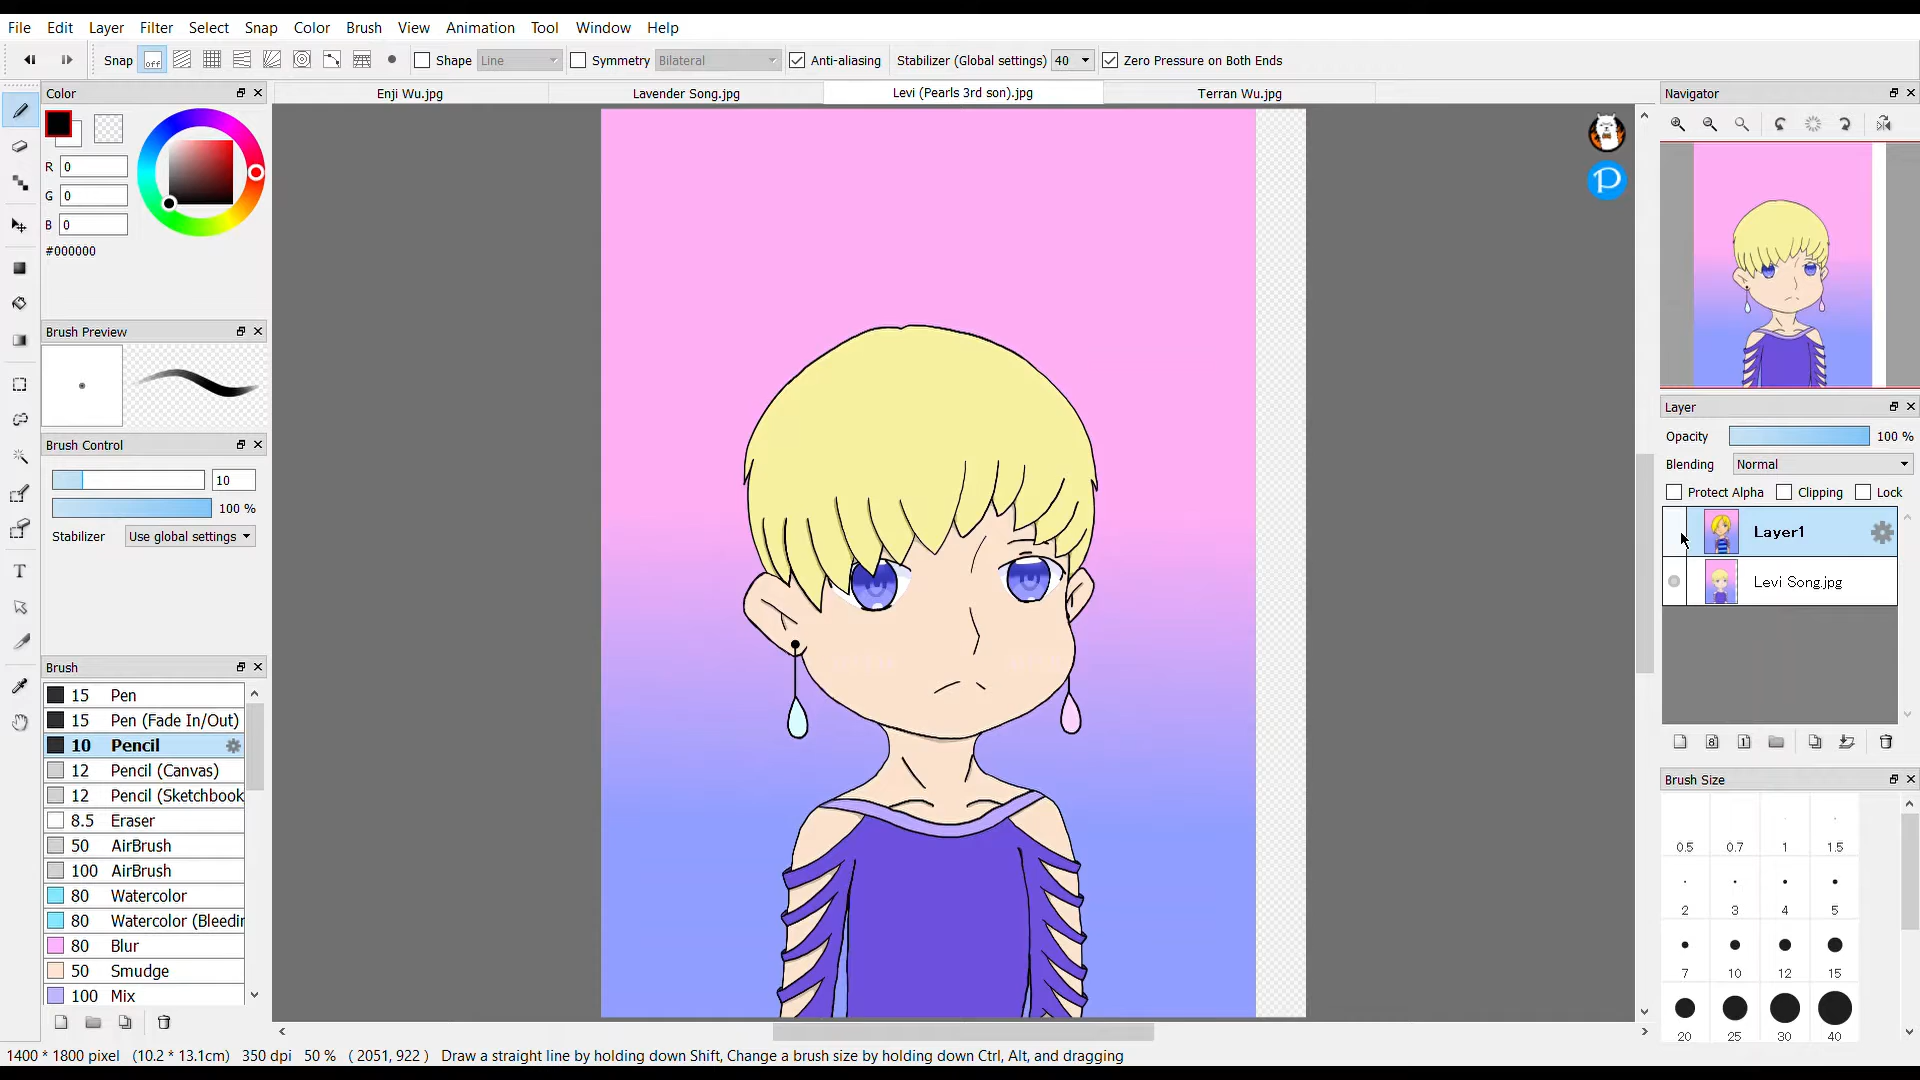 File Edit Layer Filter Select Snap Color Brush View Animation Tool Window Help
Snap off Shape Line Symmetry Bilateral Anti-aliasing Stabilizer (Global settings) 40 Zero Pressure on Both Ends
Color
Enji Wu.jpg Lavender Song.jpg Levi (Pearls 3rd son).jpg Terran Wu.jpg
Navigator
R 0
G 0
B 0
#000000
Brush Preview
Brush Control
10
100 %
Stabilizer Use global settings
Brush
15 Pen
15 Pen (Fade In/Out)
10 Pencil
12 Pencil (Canvas)
12 Pencil (Sketchbook
8.5 Eraser
50 AirBrush
100 AirBrush
80 Watercolor
80 Watercolor (Bleedin
80 Blur
50 Smudge
100 Mix
P
Layer
Opacity 100 %
Blending Normal
Protect Alpha Clipping Lock
Layer1
Levi Song.jpg
8 1
Brush Size
0.5 0.7 1 1.5
2 3 4 5
7 10 12 15
20 25 30 40
1400 * 1800 pixel (10.2 * 13.1cm) 350 dpi 50 % ( 2051, 922 ) Draw a straight line by holding down Shift, Change a brush size by holding down Ctrl, Alt, and dragging
T